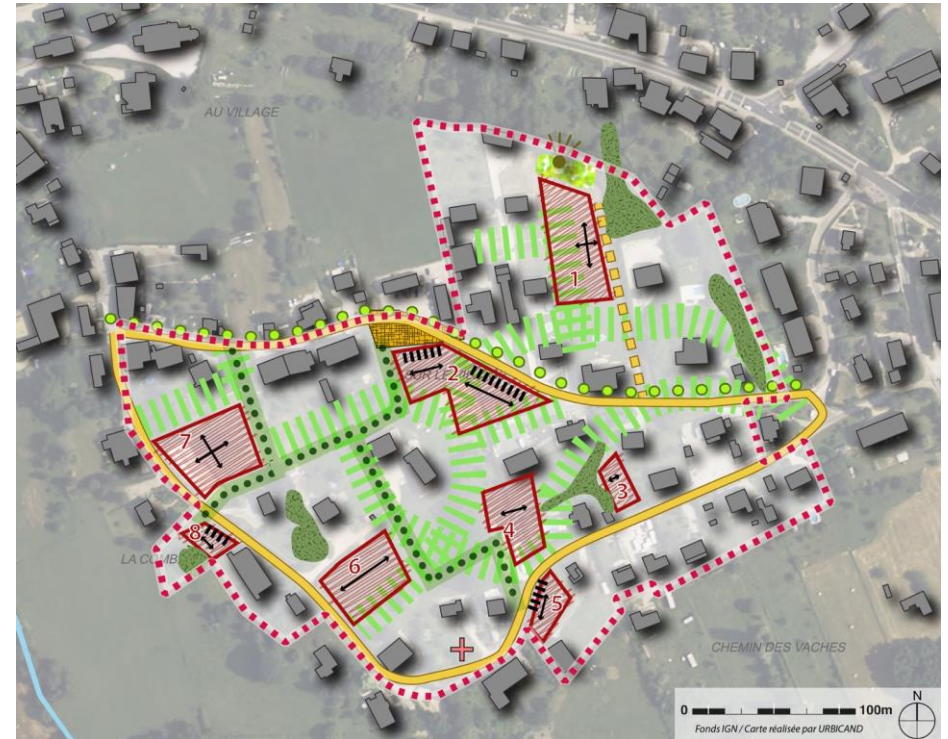 AU VILLAGE
1
2
7
3
4
8
LA COMB
6
5
CHEMIN DES VACHES
N
0 100m
Fonds IGN / Carte réalisée par URBICAND